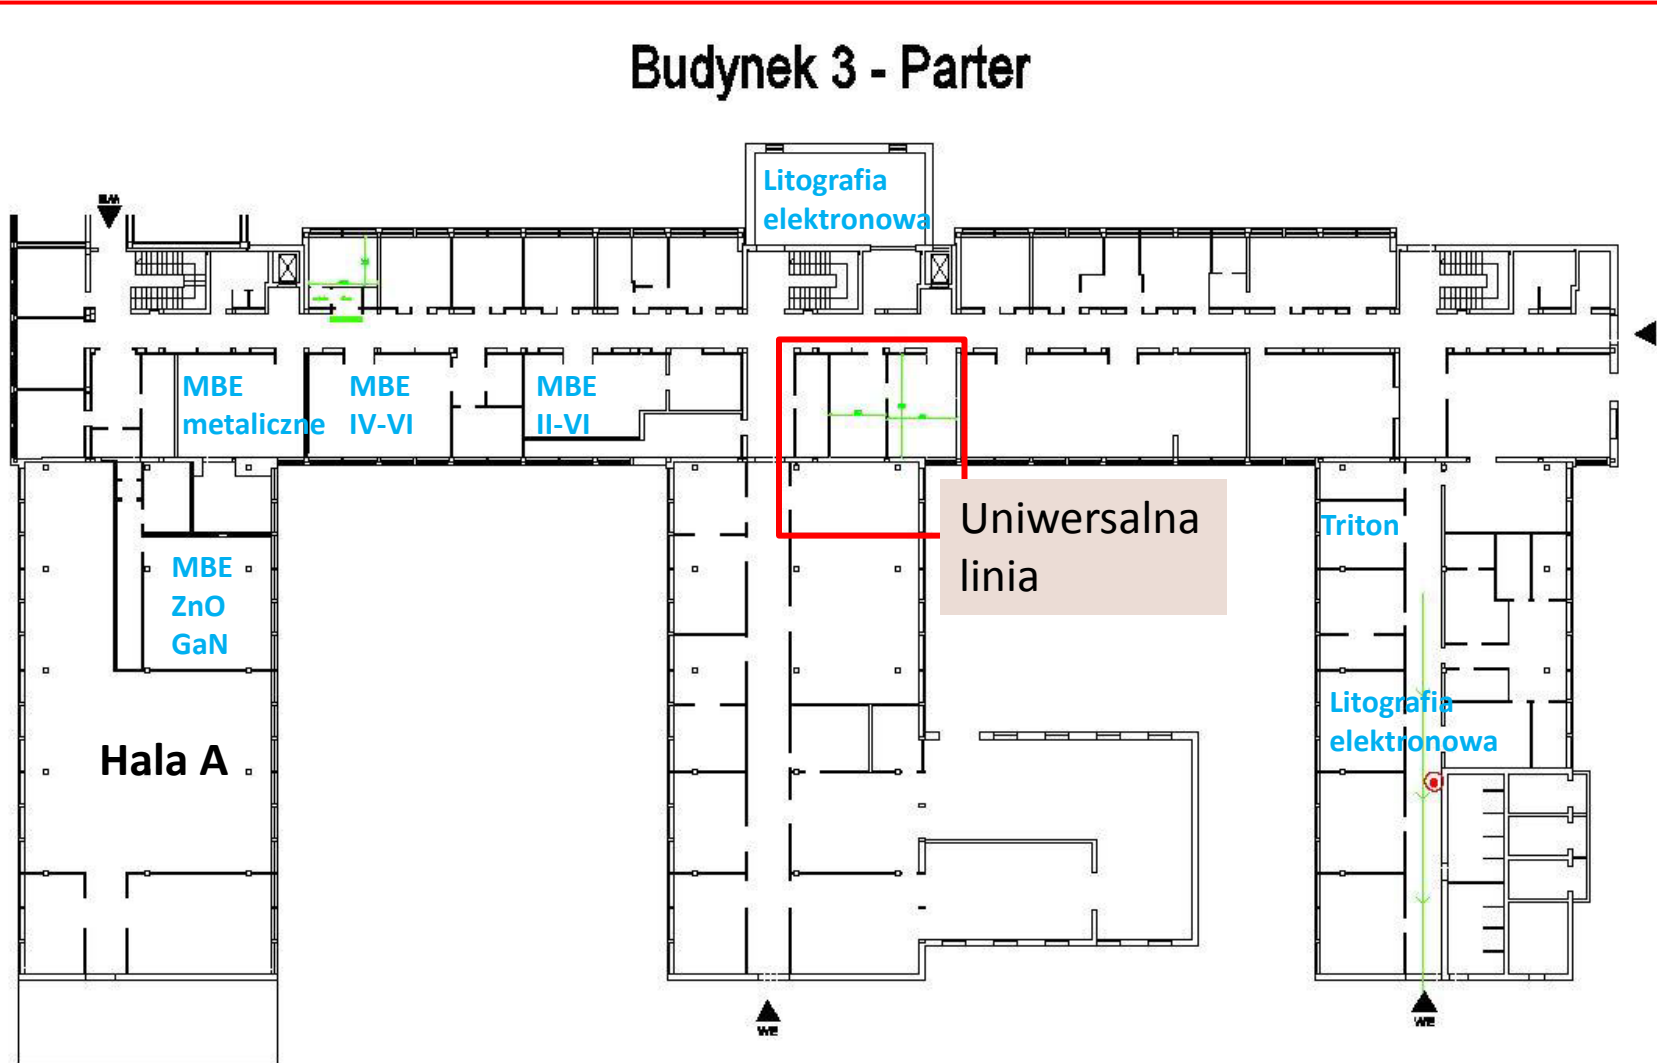 Budynek 3 - Parter
Litografia
elektronowa
MBE
metaliczne
MBE
IV-VI
MBE
II-VI
Uniwersalna
linia
Triton
MBE
ZnO
GaN
Litografia
elektronowa
Hala A
WE
WE